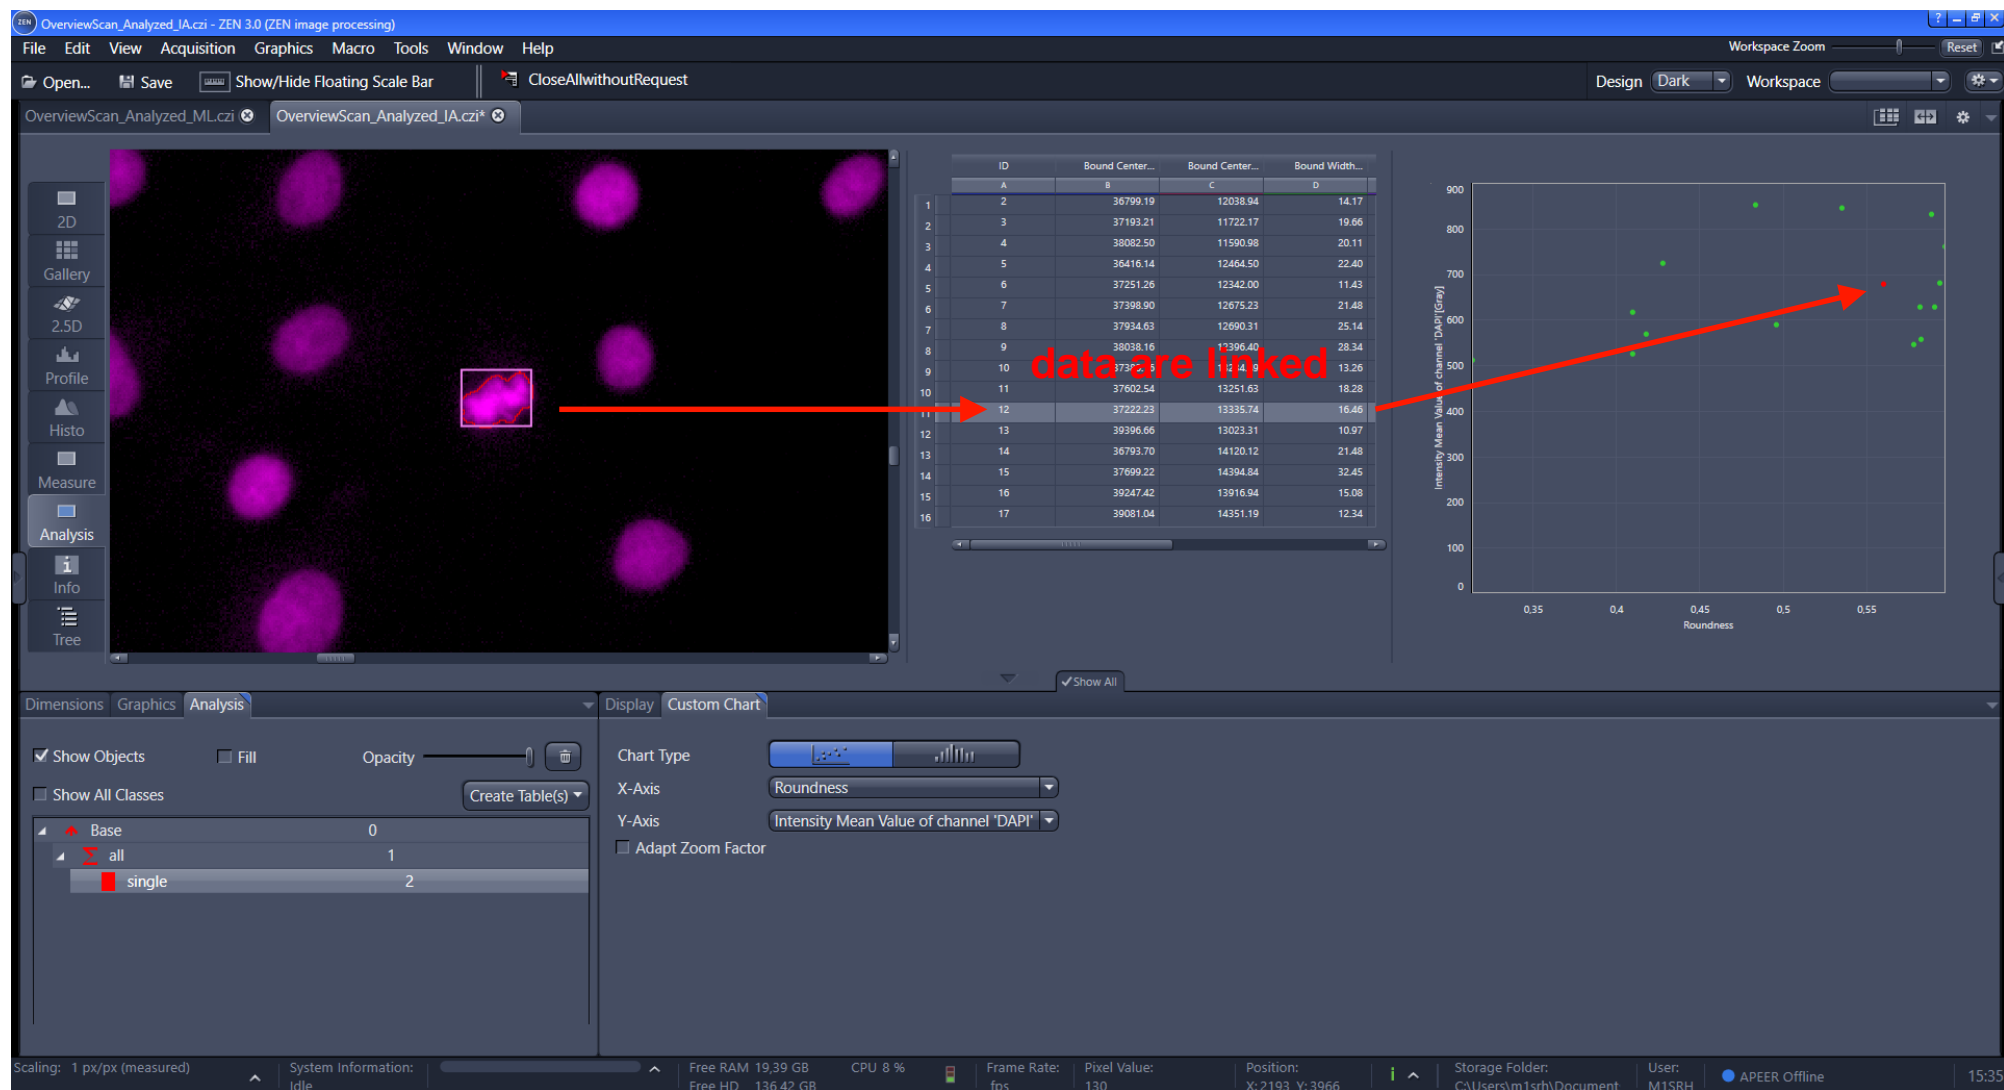 OverviewScan_Analyzed_IA.czi - ZEN 3.0 (ZEN image processing)
File Edit View Acquisition Graphics Macro Tools Window Help
Workspace Zoom Reset
Open... Save Show/Hide Floating Scale Bar CloseAllwithoutRequest
Design Dark Workspace
OverviewScan_Analyzed_ML.czi OverviewScan_Analyzed_IA.czi*
2D
Gallery
2.5D
Profile
Histo
Measure
Analysis
Info
Tree
ID Bound Center... Bound Center... Bound Width...
A B C D
1 2 36799.19 12038.94 14.17
2 3 37193.21 11722.17 19.66
3 4 38082.50 11590.98 20.11
4 5 36416.14 12464.50 22.40
5 6 37251.26 12342.00 11.43
6 7 37398.90 12675.23 21.48
7 8 37934.63 12690.31 25.14
8 9 38038.16 12396.40 28.34
9 10 13.26
10 11 37602.54 13251.63 18.28
11 12 37222.23 13335.74 16.46
12 13 39396.66 13023.31 10.97
13 14 36793.70 14120.12 21.48
14 15 37699.22 14394.84 32.45
15 16 39247.42 13916.94 15.08
16 17 39081.04 14351.19 12.34
data are linked
Intensity Mean Value of channel 'DAPI'[Gray]
900
800
700
600
500
400
300
200
100
0
0,35 0,4 0,45 0,5 0,55
Roundness
Show All
Dimensions Graphics Analysis
Show Objects Fill Opacity
Show All Classes Create Table(s)
Base 0
all 1
single 2
Display Custom Chart
Chart Type
X-Axis Roundness
Y-Axis Intensity Mean Value of channel 'DAPI'
Adapt Zoom Factor
Scaling: 1 px/px (measured)
System Information:
Idle
Free RAM 19,39 GB
Free HD 136,42 GB
CPU 8 %
Frame Rate:
fps
Pixel Value:
130
Position:
X: 2193 Y: 3966
Storage Folder:
C:\Users\m1srh\Document
User:
M1SRH
APEER Offline
15:35